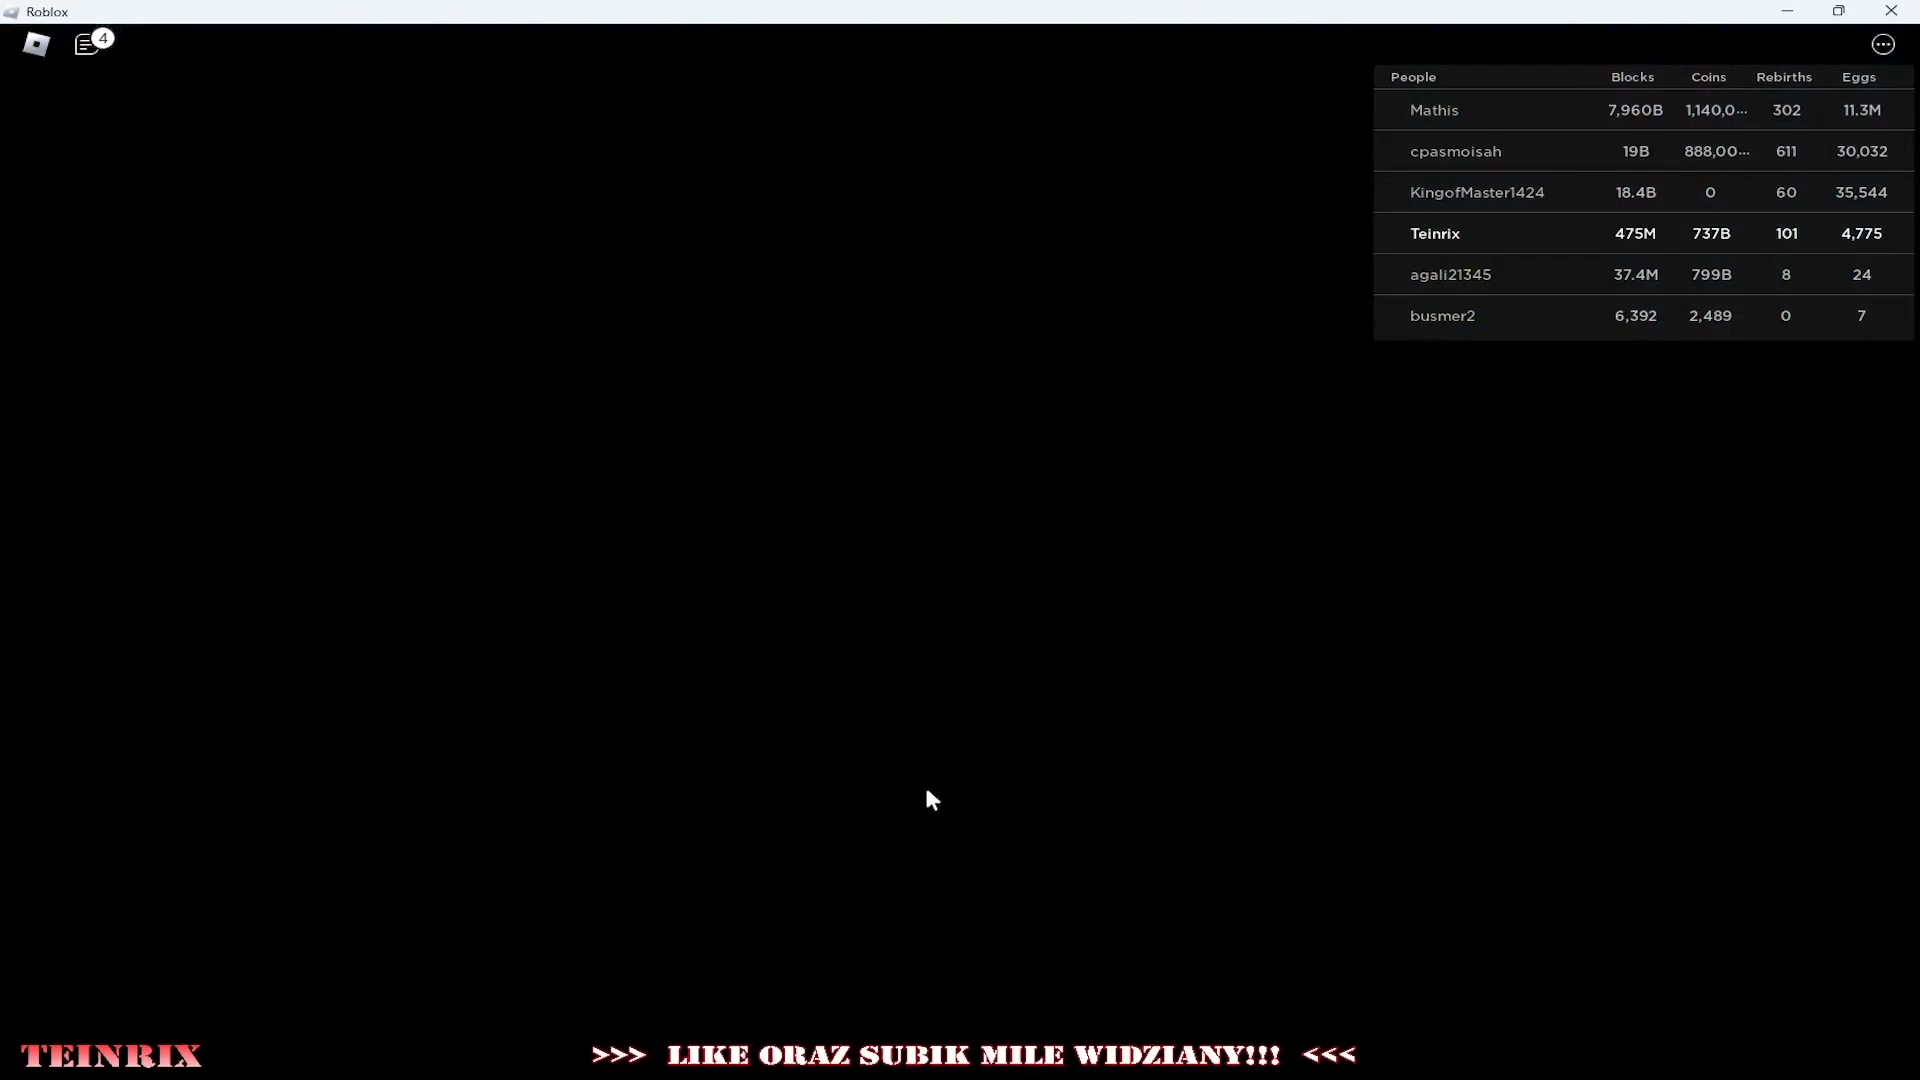 Roblox
4
People Blocks Coins Rebirths Eggs
Mathis 7,960B 1,140,0... 302 11.3M
cpasmoisah 19B 888,00... 611 30,032
KingofMaster1424 18.4B 0 60 35,544
Teinrix 475M 737B 101 4,775
agali21345 37.4M 799B 8 24
busmer2 6,392 2,489 0 7
TEINRIX >>> LIKE ORAZ SUBIK MILE WIDZIANY!!! <<<